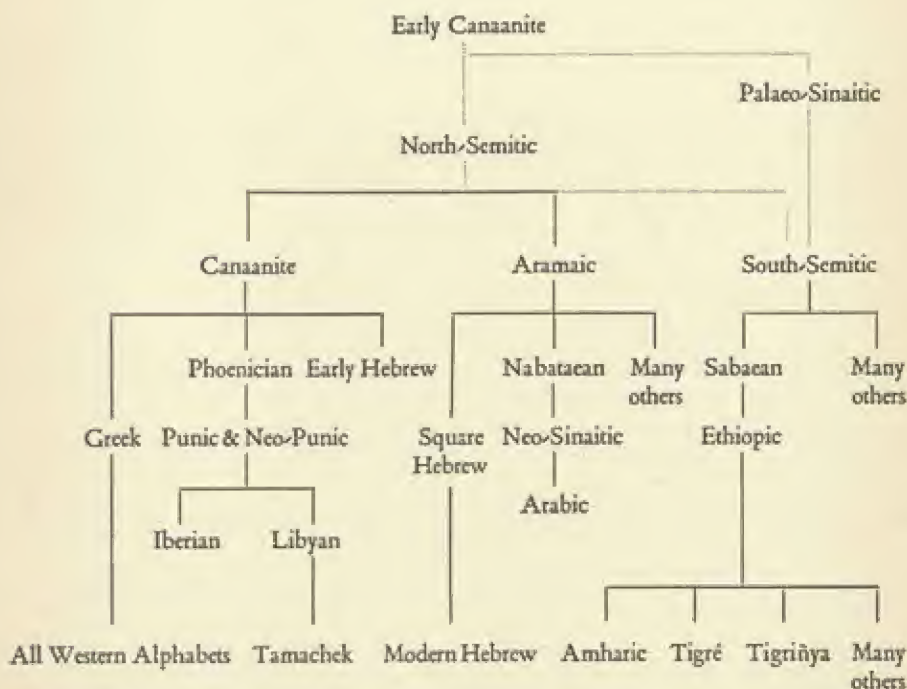 Early Canaanite
Palaeo-Sinaitic
North-Semitic
Canaanite Aramaic South-Semitic
Phoenician Early Hebrew Nabataean Many Sabaean Many
others others
Greek Punic & Neo-Punic Square Neo-Sinaitic Ethiopic
Hebrew
Arabic
Iberian Libyan
All Western Alphabets Tamachek Modern Hebrew Amharic Tigré Tigriñya Many
others